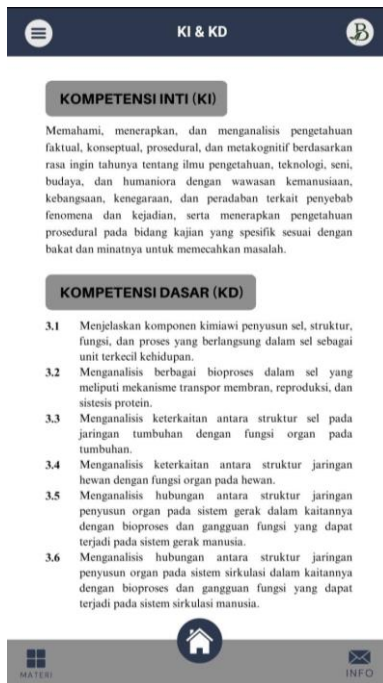 KI & KD
B
KOMPETENSI INTI (KI)
Memahami, menerapkan, dan menganalisis pengetahuan
faktual, konseptual, prosedural, dan metakognitif berdasarkan
rasa ingin tahunya tentang ilmu pengetahuan, teknologi, seni,
budaya, dan humaniora dengan wawasan kemanusiaan,
kebangsaan, kenegaraan, dan peradaban terkait penyebab
fenomena dan kejadian, serta menerapkan pengetahuan
prosedural pada bidang kajian yang spesifik sesuai dengan
bakat dan minatnya untuk memecahkan masalah.
KOMPETENSI DASAR (KD)
3.1 Menjelaskan komponen kimiawi penyusun sel, struktur,
fungsi, dan proses yang berlangsung dalam sel sebagai
unit terkecil kehidupan.
3.2 Menganalisis berbagai bioproses dalam sel yang
meliputi mekanisme transpor membran, reproduksi, dan
sistesis protein.
3.3 Menganalisis keterkaitan antara struktur sel pada
jaringan tumbuhan dengan fungsi organ pada
tumbuhan.
3.4 Menganalisis keterkaitan antara struktur jaringan
hewan dengan fungsi organ pada hewan.
3.5 Menganalisis hubungan antara struktur jaringan
penyusun organ pada sistem gerak dalam kaitannya
dengan bioproses dan gangguan fungsi yang dapat
terjadi pada sistem gerak manusia.
3.6 Menganalisis hubungan antara struktur jaringan
penyusun organ pada sistem sirkulasi dalam kaitannya
dengan bioproses dan gangguan fungsi yang dapat
terjadi pada sistem sirkulasi manusia.
MATERI
INFO